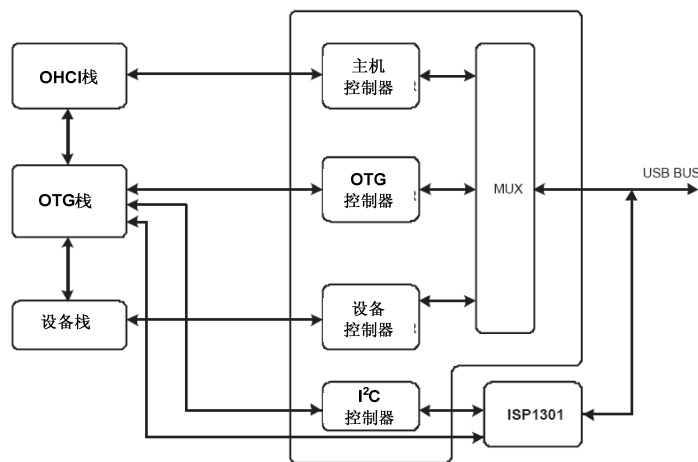 OHCI栈
主机
控制器
OTG栈
OTG
控制器
MUX
USB BUS
设备栈
设备
控制器
I²C
控制器
ISP1301